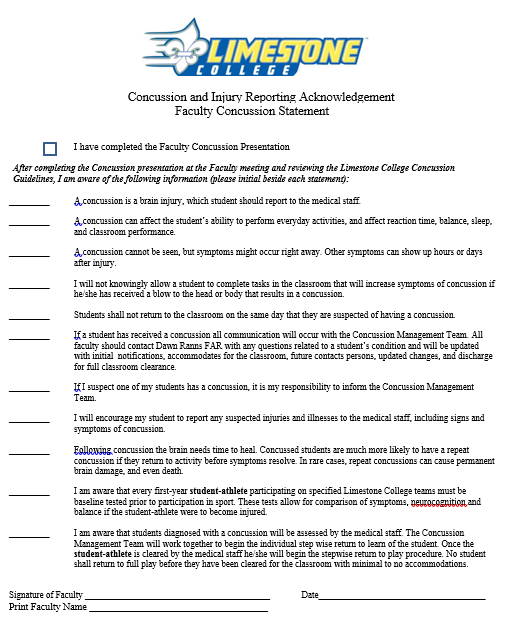 LIMESTONE
COLLEGE
Concussion and Injury Reporting Acknowledgement
Faculty Concussion Statement
I have completed the Faculty Concussion Presentation
After completing the Concussion presentation at the Faculty meeting and reviewing the Limestone College Concussion
Guidelines, I am aware of the following information (please initial beside each statement):
________ A concussion is a brain injury, which student should report to the medical staff.
________ A concussion can affect the student's ability to perform everyday activities, and affect reaction time, balance, sleep,
and classroom performance.
________ A concussion cannot be seen, but symptoms might occur right away. Other symptoms can show up hours or days
after injury.
________ I will not knowingly allow a student to complete tasks in the classroom that will increase symptoms of concussion if
he/she has received a blow to the head or body that results in a concussion.
________ Students shall not return to the classroom on the same day that they are suspected of having a concussion.
________ If a student has received a concussion all communication will occur with the Concussion Management Team. All
faculty should contact Dawn Ranns FAR with any questions related to a student's condition and will be updated
with initial notifications, accommodates for the classroom, future contacts persons, updated changes, and discharge
for full classroom clearance.
________ If I suspect one of my students has a concussion, it is my responsibility to inform the Concussion Management
Team.
________ I will encourage my student to report any suspected injuries and illnesses to the medical staff, including signs and
symptoms of concussion.
________ Following concussion the brain needs time to heal. Concussed students are much more likely to have a repeat
concussion if they return to activity before symptoms resolve. In rare cases, repeat concussions can cause permanent
brain damage, and even death.
________ I am aware that every first-year student-athlete participating on specified Limestone College teams must be
baseline tested prior to participation in sport. These tests allow for comparison of symptoms, neurocognition and
balance if the student-athlete were to become injured.
________ I am aware that students diagnosed with a concussion will be assessed by the medical staff. The Concussion
Management Team will work together to begin the individual step wise return to learn of the student. Once the
student-athlete is cleared by the medical staff he/she will begin the stepwise return to play procedure. No student
shall return to full play before they have been cleared for the classroom with minimal to no accommodations.
Signature of Faculty ______________________ Date______________________
Print Faculty Name ______________________